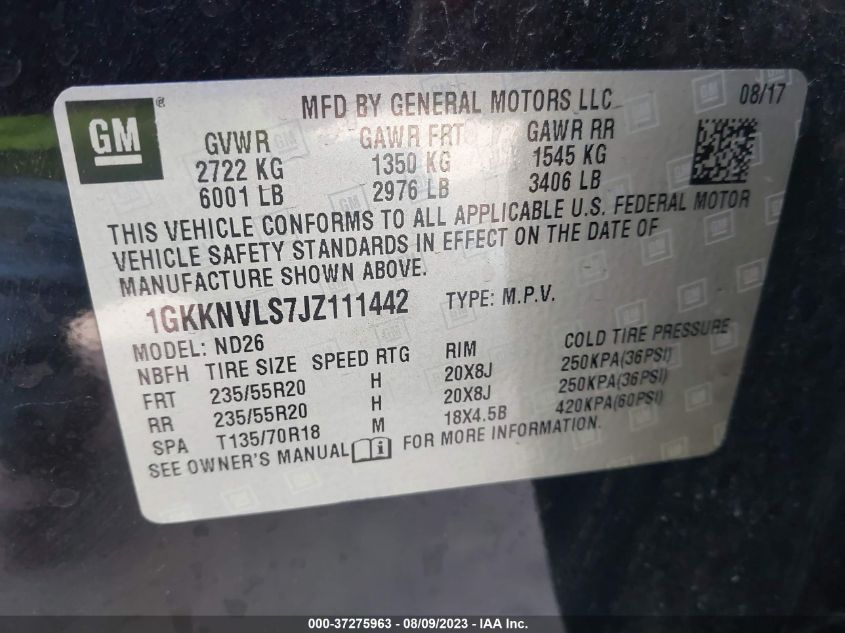 GM®
MFD BY GENERAL MOTORS LLC 08/17
GVWR GAWR FRT GAWR RR
2722 KG 1350 KG 1545 KG
6001 LB 2976 LB 3406 LB
THIS VEHICLE CONFORMS TO ALL APPLICABLE U.S. FEDERAL MOTOR
VEHICLE SAFETY STANDARDS IN EFFECT ON THE DATE OF
MANUFACTURE SHOWN ABOVE.
1GKKNVLS7JZ111442 TYPE: M.P.V.
MODEL: ND26
NBFH TIRE SIZE SPEED RTG RIM COLD TIRE PRESSURE
FRT 235/55R20 H 20X8J 250KPA(36PSI)
RR 235/55R20 H 20X8J 250KPA(36PSI)
SPA T135/70R18 M 18X4.5B 420KPA(60PSI)
SEE OWNER'S MANUAL FOR MORE INFORMATION.
000-37275963 - 08/09/2023 - IAA Inc.